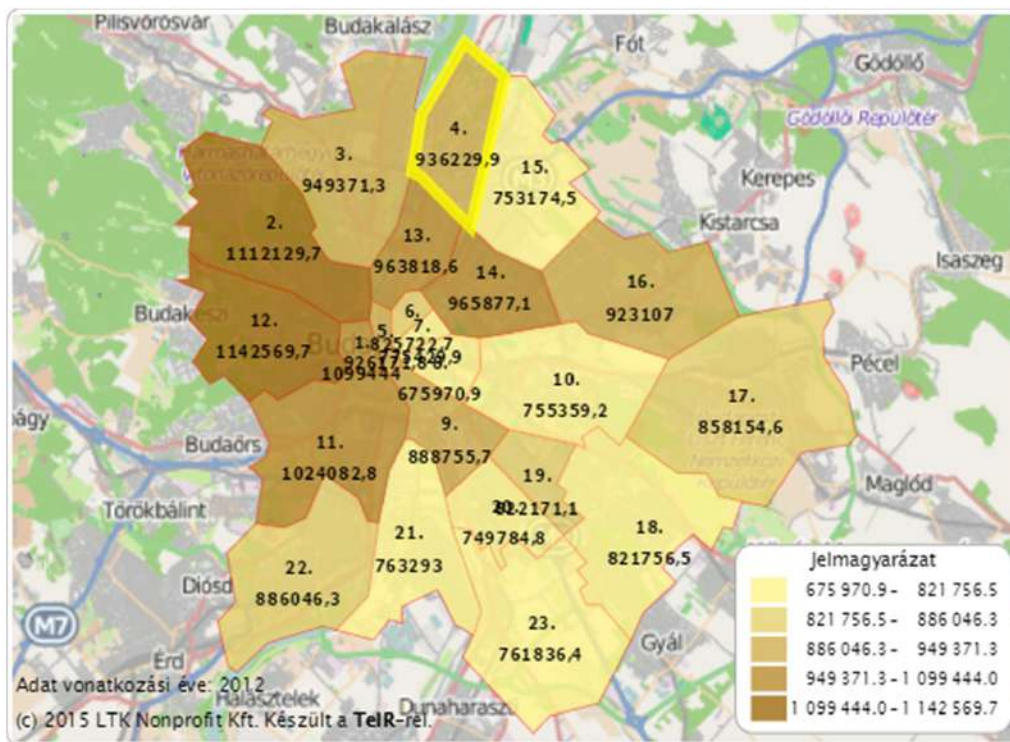 Pilisvörösvár
Budakalász
Fót
Gödöllő
Gödöllői Repülőtér
4.
936229,9
3.
949371,3
15.
753174,5
Kerepes
Kistarcsa
2.
1112129,7
13.
963818,6
14.
965877,1
16.
923107
Isaszeg
Budakeszi
12.
1142569,7
6.
7.
5.
825722,7
1.
1099444
675970,9
10.
755359,2
Pécel
17.
858154,6
Budaörs
11.
1024082,8
9.
888755,7
19.
Maglód
Törökbálint
749784,8
18.
821756,5
21.
763293
22.
886046,3
Diósd
23.
761836,4
Gyál
M7
Érd
Jelmagyarázat
675 970.9 - 821 756.5
821 756.5 - 886 046.3
886 046.3 - 949 371.3
949 371.3 - 1 099 444.0
1 099 444.0 - 1 142 569.7
Adat vonatkozási éve: 2012
Halásztelek
Dunaharaszti
(c) 2015 LTK Nonprofit Kft. Készült a TeIR-rel.